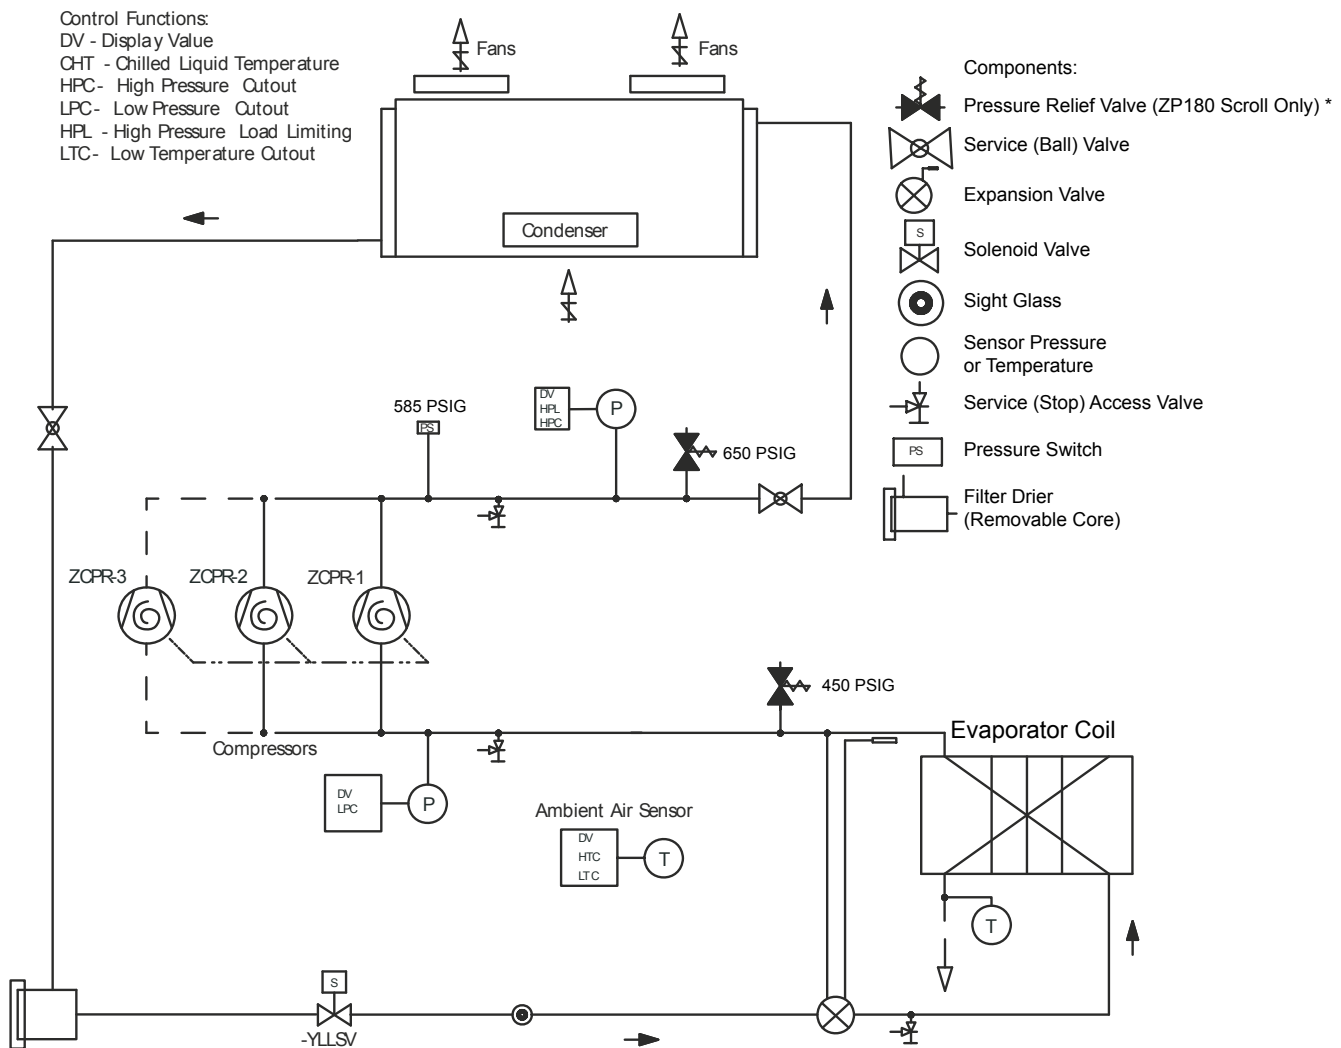 Control Functions:
DV - Display Value
CHT - Chilled Liquid Temperature
HPC- High Pressure Cutout
LPC- Low Pressure Cutout
HPL - High Pressure Load Limiting
LTC- Low Temperature Cutout
Fans
Fans
Condenser
Components:
Pressure Relief Valve (ZP180 Scroll Only) *
Service (Ball) Valve
Expansion Valve
S
Solenoid Valve
Sight Glass
Sensor Pressure
or Temperature
Service (Stop) Access Valve
PS
Pressure Switch
Filter Drier
(Removable Core)
585 PSIG
PS
DV
HPL
HPC
P
650 PSIG
ZCPR-3
ZCPR-2
ZCPR-1
450 PSIG
Compressors
Evaporator Coil
DV
LPC
P
Ambient Air Sensor
DV
HTC
LTC
T
T
S
-YLLSV